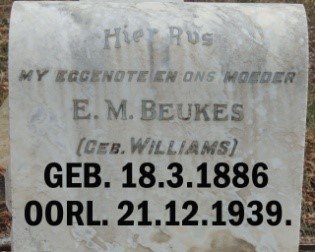 Hier Rus
MY EGGENOTE EN ONS MOEDER
E. M. BEUKES
(GEB. WILLIAMS)
GEB. 18.3.1886
OORL. 21.12.1939.